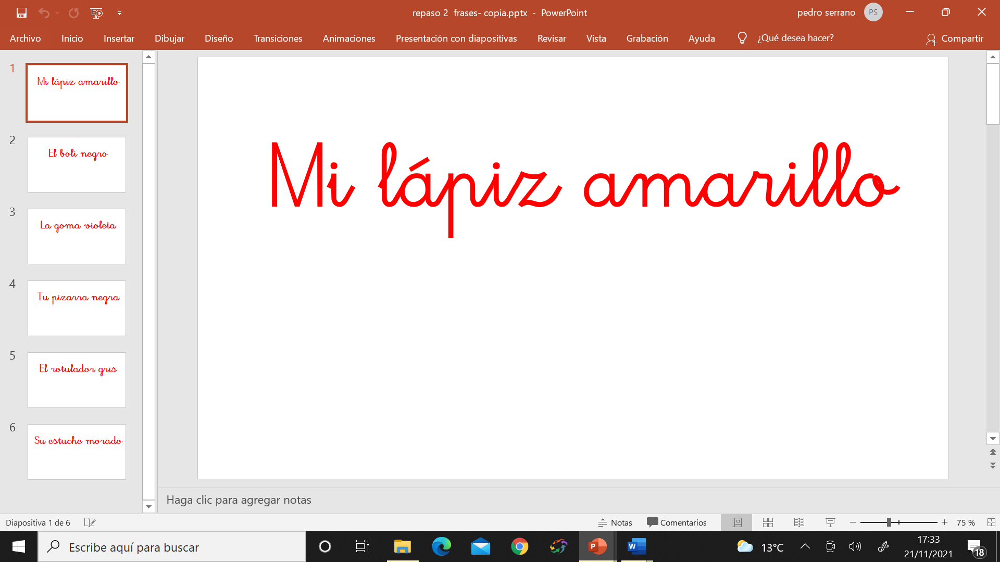 repaso 2 frases- copia.pptx - PowerPoint
pedro serrano PS
Archivo Inicio Insertar Dibujar Diseño Transiciones Animaciones Presentación con diapositivas Revisar Vista Grabación Ayuda ¿Qué desea hacer? Compartir
1
Mi lápiz amarillo
2
El boli negro
3
La goma violeta
4
Tu pizarra negra
5
El rotulador gris
6
Su estuche morado
Mi lápiz amarillo
Haga clic para agregar notas
Diapositiva 1 de 6 Notas Comentarios 75 %
Escribe aquí para buscar
P
W
13°C
17:33
21/11/2021
18